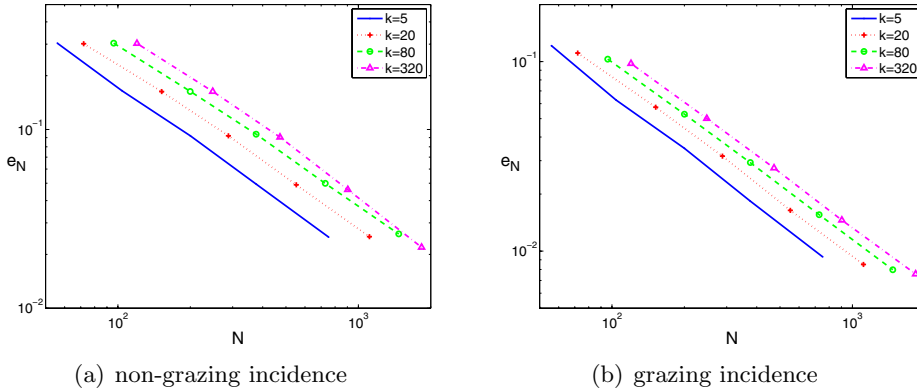 k=5
k=20
k=80
k=320
10^-1
e_N
10^-2
10^2
10^3
N
(a) non-grazing incidence
k=5
k=20
k=80
k=320
10^-1
e_N
10^-2
10^2
10^3
N
(b) grazing incidence